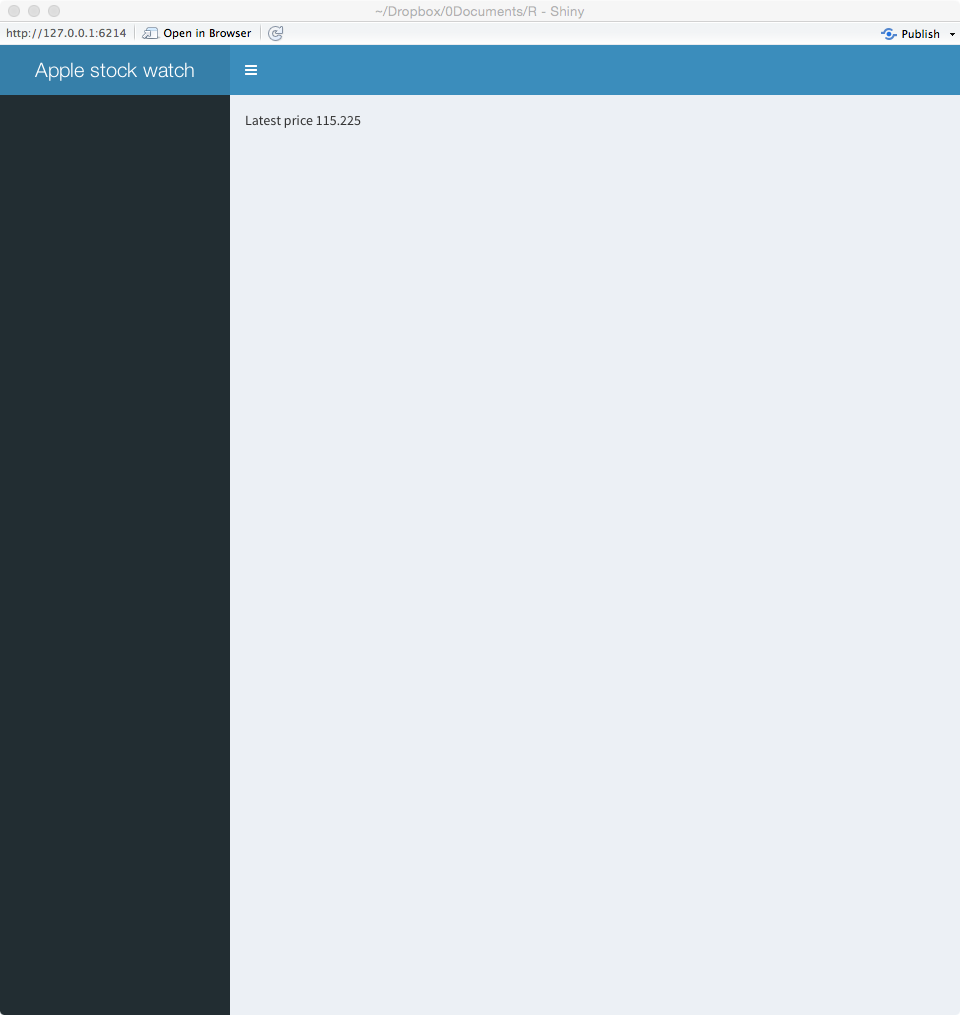 ~/Dropbox/0Documents/R - Shiny
http://127.0.0.1:6214 Open in Browser Publish
Apple stock watch
Latest price 115.225